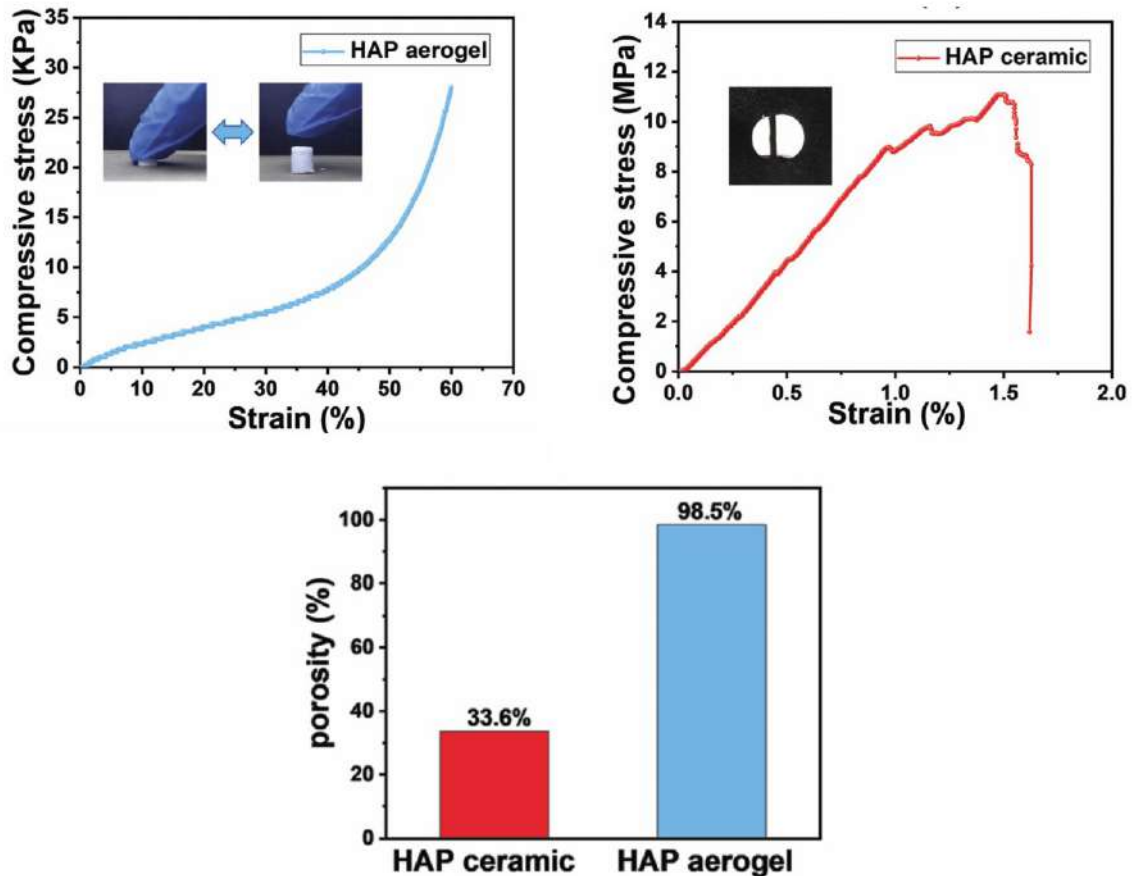 Compressive stress (KPa)
35
30
25
20
15
10
5
0
HAP aerogel
0 10 20 30 40 50 60 70
Strain (%)
Compressive stress (MPa)
14
12
10
8
6
4
2
0
HAP ceramic
0.0 0.5 1.0 1.5 2.0
Strain (%)
porosity (%)
100
80
60
40
20
0
33.6%
98.5%
HAP ceramic HAP aerogel